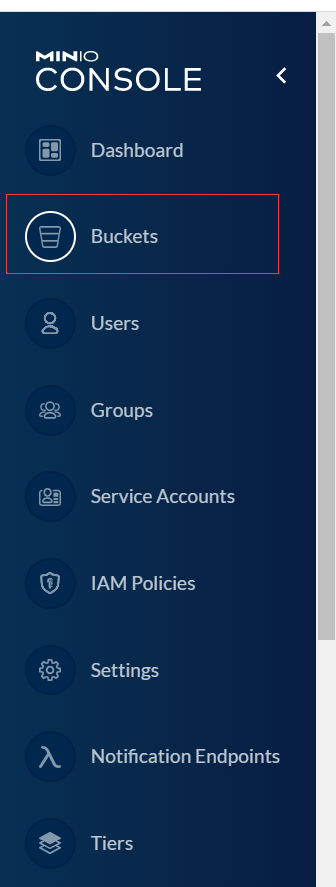 MINIO
CONSOLE
Dashboard
Buckets
Users
Groups
Service Accounts
IAM Policies
Settings
Notification Endpoints
Tiers